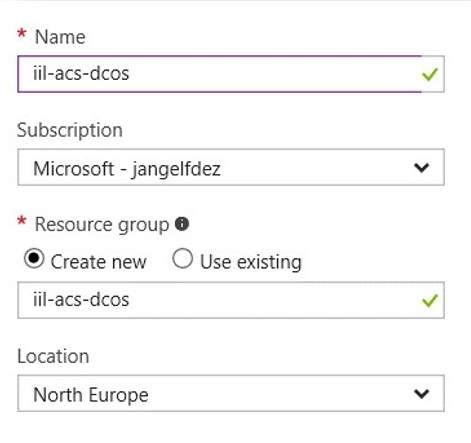 * Name
iil-acs-dcos
Subscription
Microsoft - jangelfdez
* Resource group
Create new Use existing
iil-acs-dcos
Location
North Europe